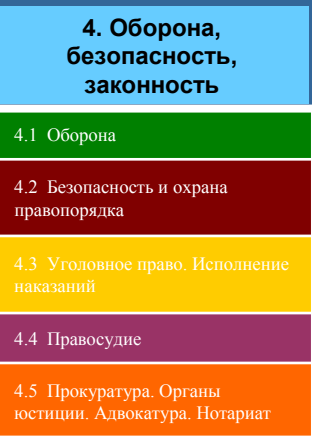 4. Оборона,
безопасность,
законность
4.1 Оборона
4.2 Безопасность и охрана
правопорядка
4.3 Уголовное право. Исполнение
наказаний
4.4 Правосудие
4.5 Прокуратура. Органы
юстиции. Адвокатура. Нотариат